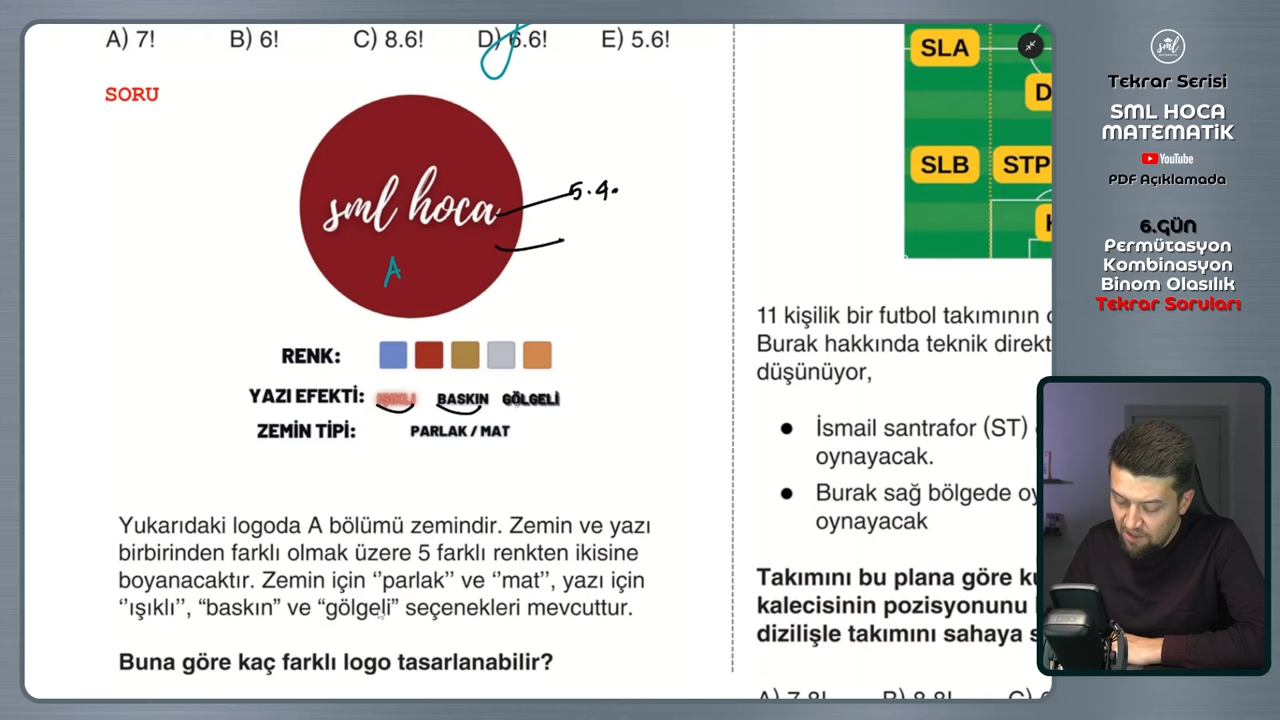 A) 7! B) 6! C) 8.6! D) 6.6! E) 5.6!
SORU
sml hoca
5.4.
A
RENK:
YAZI EFEKTİ: IŞIKLI BASKIN GÖLGELİ
ZEMİN TİPİ: PARLAK / MAT
Yukarıdaki logoda A bölümü zemindir. Zemin ve yazı
birbirinden farklı olmak üzere 5 farklı renkten ikisine
boyanacaktır. Zemin için ‘’parlak’’ ve ‘’mat’’, yazı için
‘’ışıklı’’, “baskın” ve “gölgeli” seçenekleri mevcuttur.
Buna göre kaç farklı logo tasarlanabilir?
SLA
D
SLB STP
K
11 kişilik bir futbol takımının
Burak hakkında teknik direkt
düşünüyor,
● İsmail santrafor (ST)
oynayacak.
● Burak sağ bölgede oy
oynayacak
Takımını bu plana göre ku
kalecisinin pozisyonunu
dizilişle takımını sahaya s
A) 7.8! B) 8.8! C)
sml
Tekrar Serisi
SML HOCA
MATEMATİK
YouTube
PDF Açıklamada
6.GÜN
Permütasyon
Kombinasyon
Binom Olasılık
Tekrar Soruları